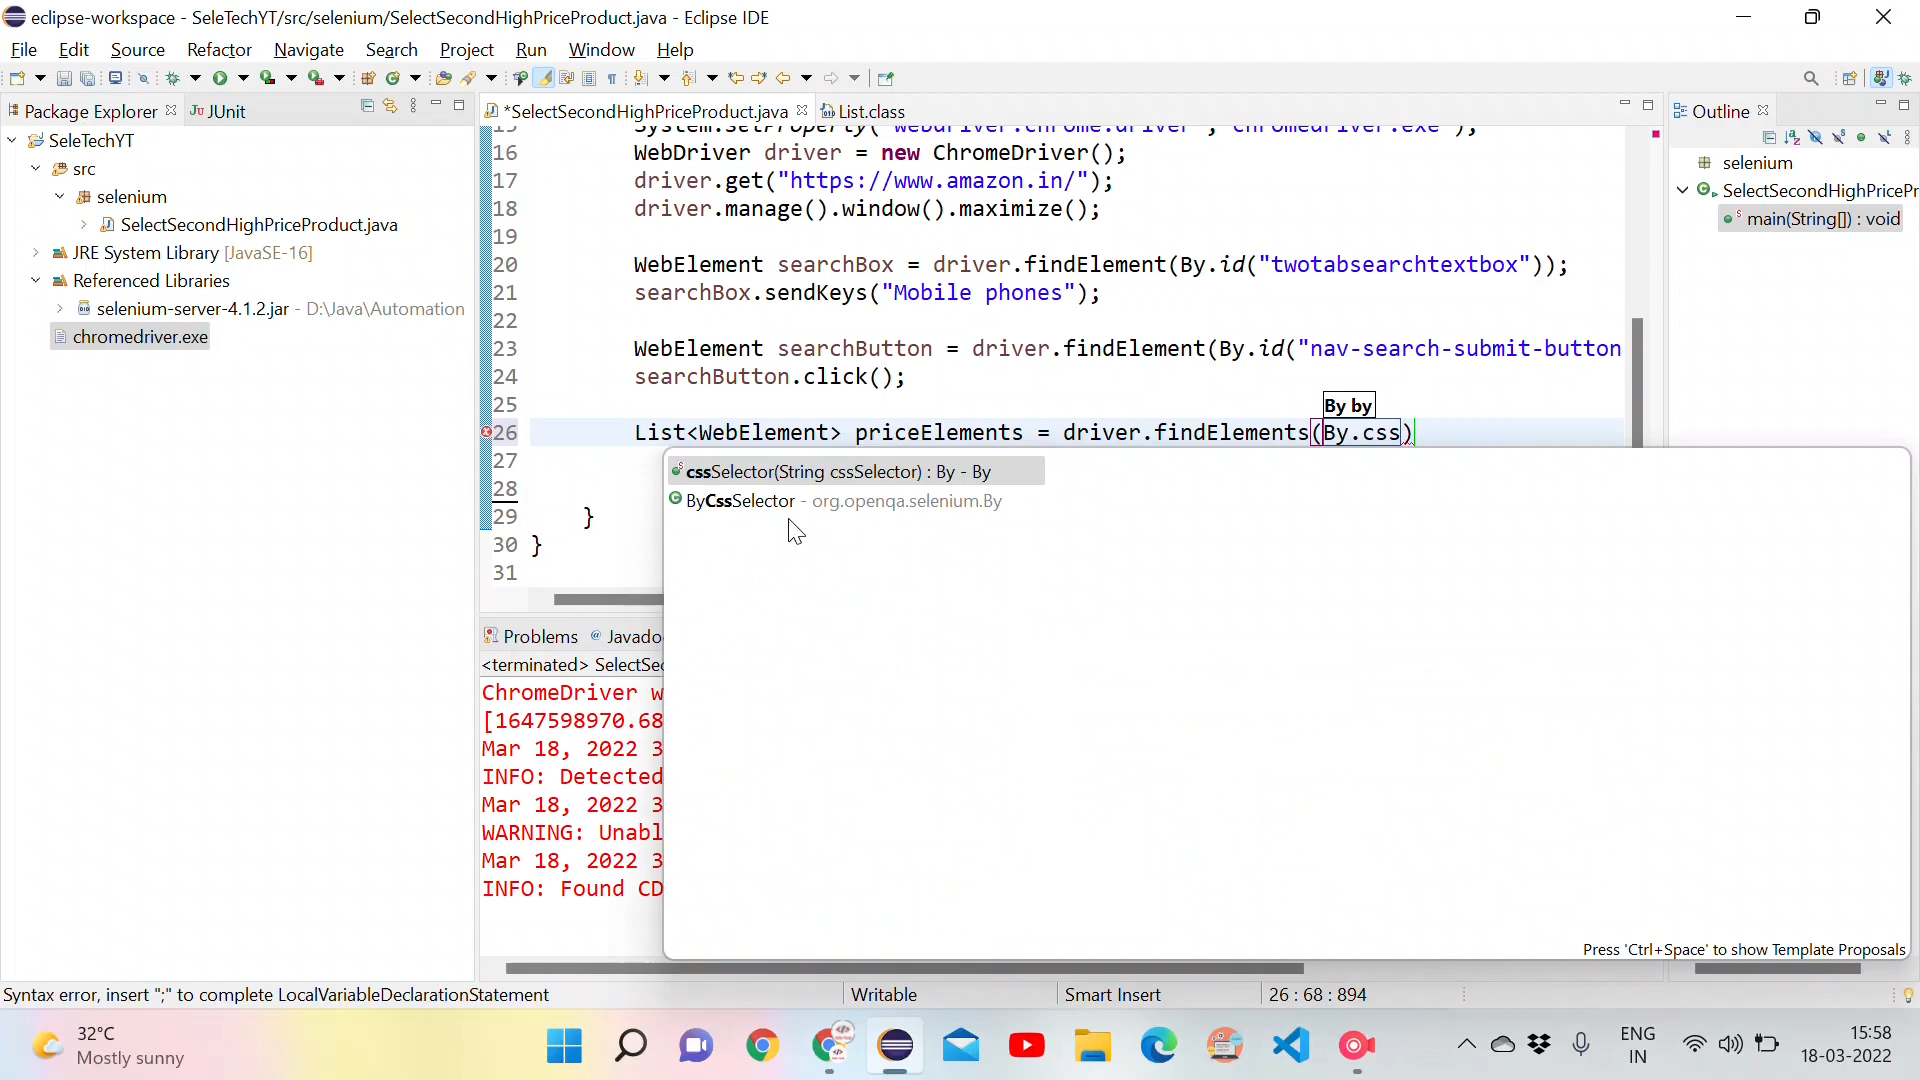 eclipse-workspace - SeleTechYT/src/selenium/SelectSecondHighPriceProduct.java - Eclipse IDE
File Edit Source Refactor Navigate Search Project Run Window Help
Package Explorer JUnit
*SelectSecondHighPriceProduct.java List.class
Outline
SeleTechYT
src
selenium
SelectSecondHighPriceProduct.java
JRE System Library [JavaSE-16]
Referenced Libraries
selenium-server-4.1.2.jar - D:\Java\Automation
chromedriver.exe
15 System.setProperty("webdriver.chrome.driver", "chromedriver.exe");
16 WebDriver driver = new ChromeDriver();
17 driver.get("https://www.amazon.in/");
18 driver.manage().window().maximize();
19
20 WebElement searchBox = driver.findElement(By.id("twotabsearchtextbox"));
21 searchBox.sendKeys("Mobile phones");
22
23 WebElement searchButton = driver.findElement(By.id("nav-search-submit-button
24 searchButton.click();
25
By by
26 List<WebElement> priceElements = driver.findElements(By.css)
27
28
29 }
30 }
31
cssSelector(String cssSelector) : By - By
ByCssSelector - org.openqa.selenium.By
Press 'Ctrl+Space' to show Template Proposals
selenium
SelectSecondHighPricePr
main(String[]) : void
Problems @ Javado
<terminated> SelectSec
ChromeDriver w
[1647598970.68
Mar 18, 2022 3
INFO: Detected
Mar 18, 2022 3
WARNING: Unabl
Mar 18, 2022 3
INFO: Found CD
Syntax error, insert ";" to complete LocalVariableDeclarationStatement
Writable
Smart Insert
26 : 68 : 894
32°C
Mostly sunny
ENG
IN
15:58
18-03-2022